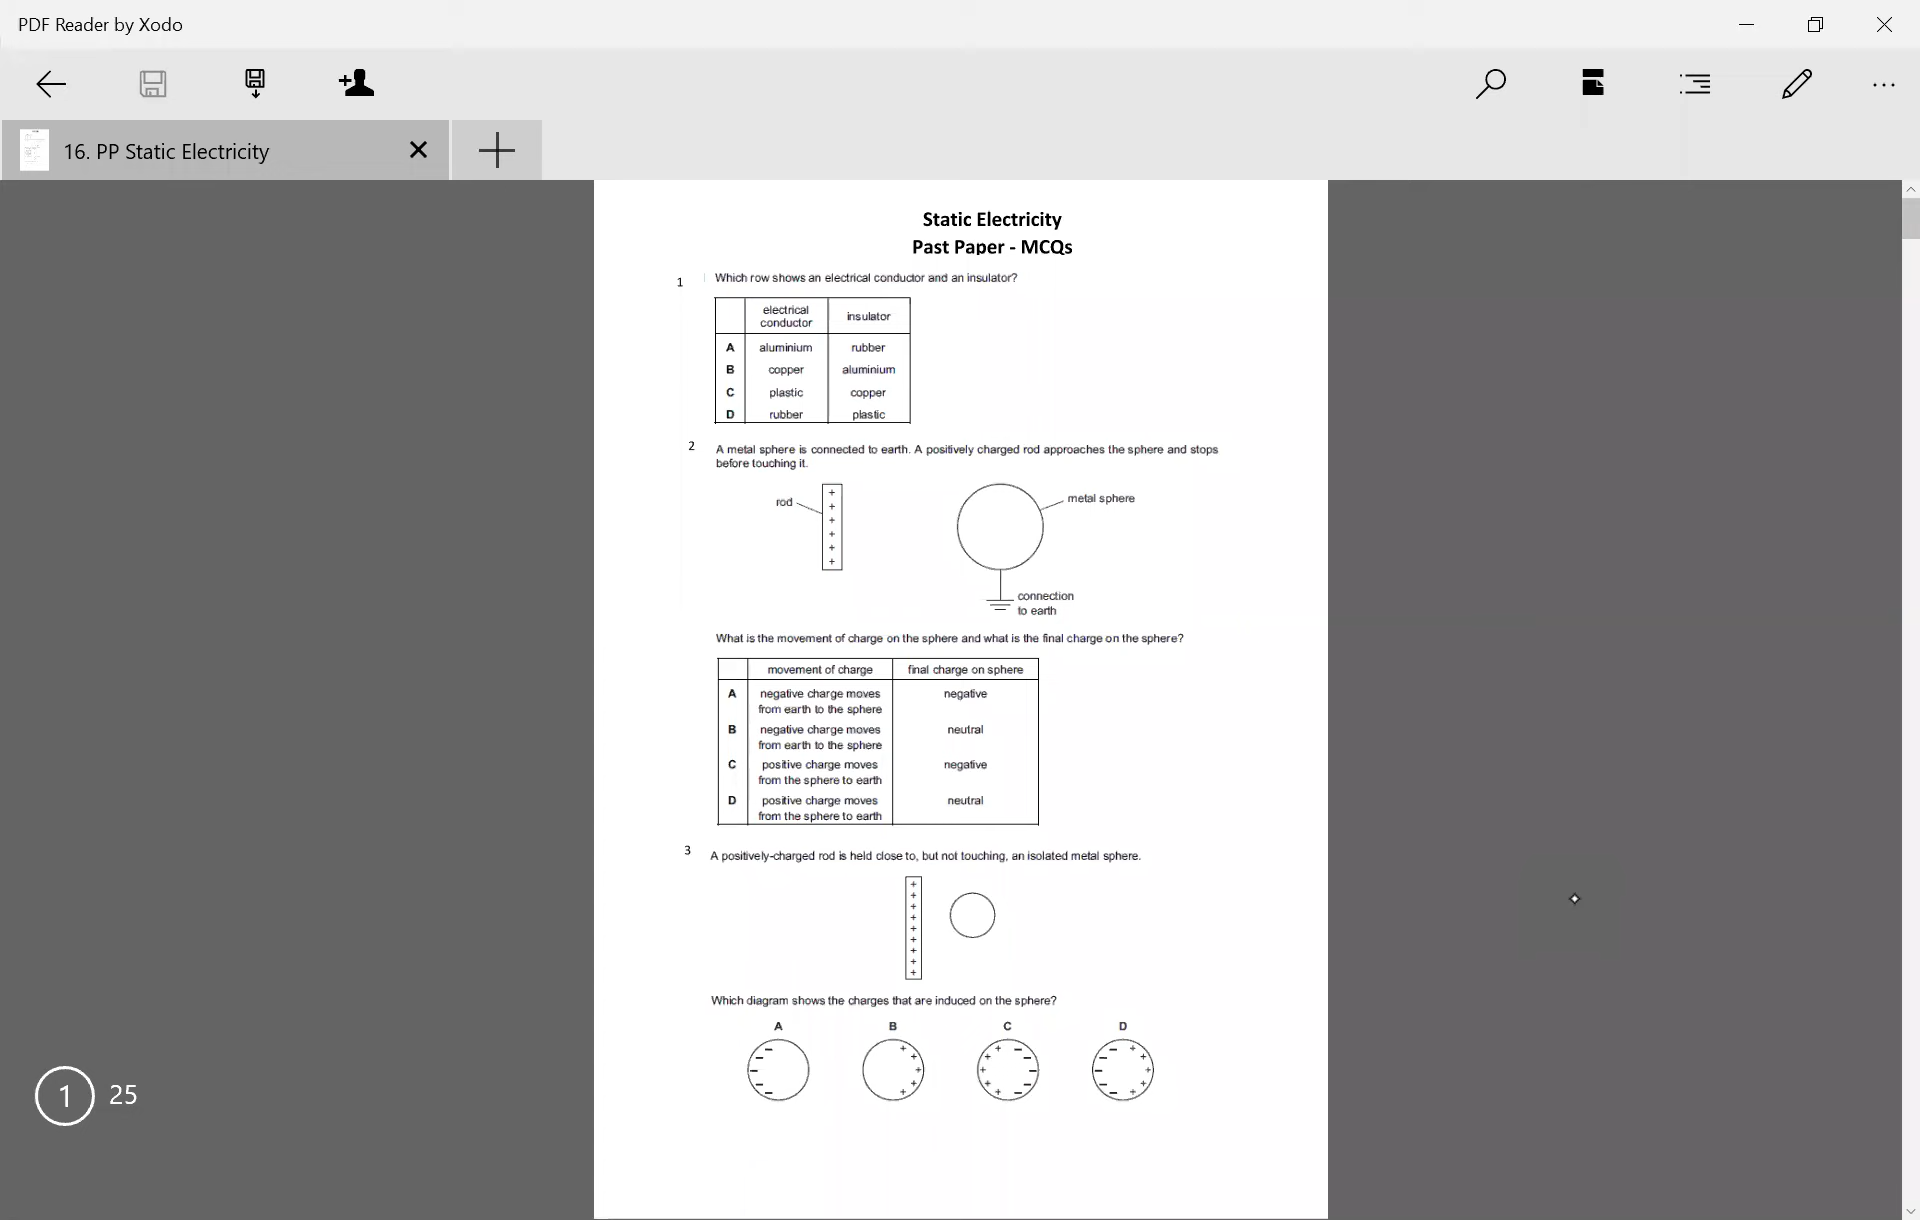 PDF Reader by Xodo
16. PP Static Electricity
Static Electricity
Past Paper - MCQs
1 Which row shows an electrical conductor and an insulator?
electrical conductor insulator
A aluminium rubber
B copper aluminium
C plastic copper
D rubber plastic
2 A metal sphere is connected to earth. A positively charged rod approaches the sphere and stops
before touching it.
rod
+
+
+
+
+
+
metal sphere
connection
to earth
What is the movement of charge on the sphere and what is the final charge on the sphere?
movement of charge final charge on sphere
A negative charge moves negative
from earth to the sphere
B negative charge moves neutral
from earth to the sphere
C positive charge moves negative
from the sphere to earth
D positive charge moves neutral
from the sphere to earth
3 A positively-charged rod is held close to, but not touching, an isolated metal sphere.
+
+
+
+
+
+
+
+
+
Which diagram shows the charges that are induced on the sphere?
A B C D
1 25